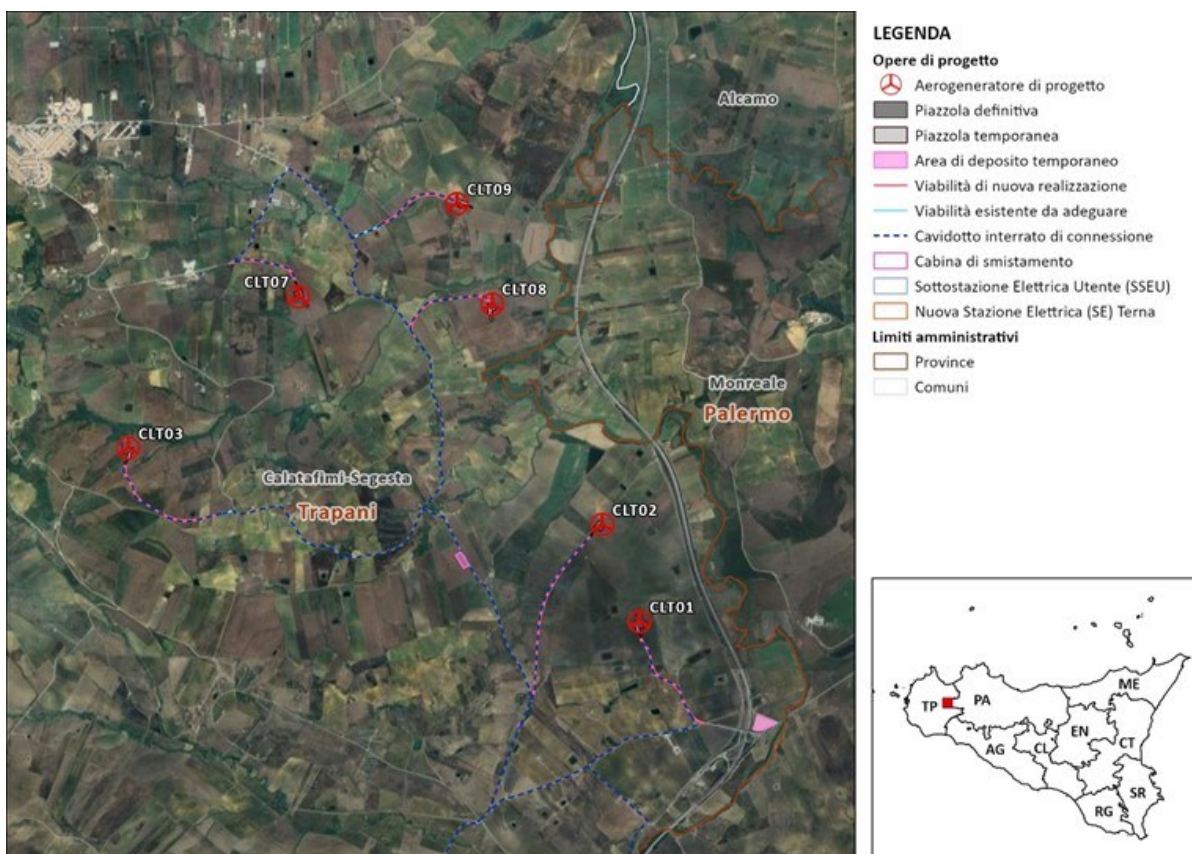 Alcamo
CLT09
CLT07
CLT08
Monreale
Palermo
CLT03
Calatafimi-Segesta
Trapani
CLT02
CLT01
LEGENDA
Opere di progetto
Aerogeneratore di progetto
Piazzola definitiva
Piazzola temporanea
Area di deposito temporaneo
Viabilità di nuova realizzazione
Viabilità esistente da adeguare
Cavidotto interrato di connessione
Cabina di smistamento
Sottostazione Elettrica Utente (SSEU)
Nuova Stazione Elettrica (SE) Terna
Limiti amministrativi
Province
Comuni
ME
TP
PA
EN
AG
CL
CT
SR
RG